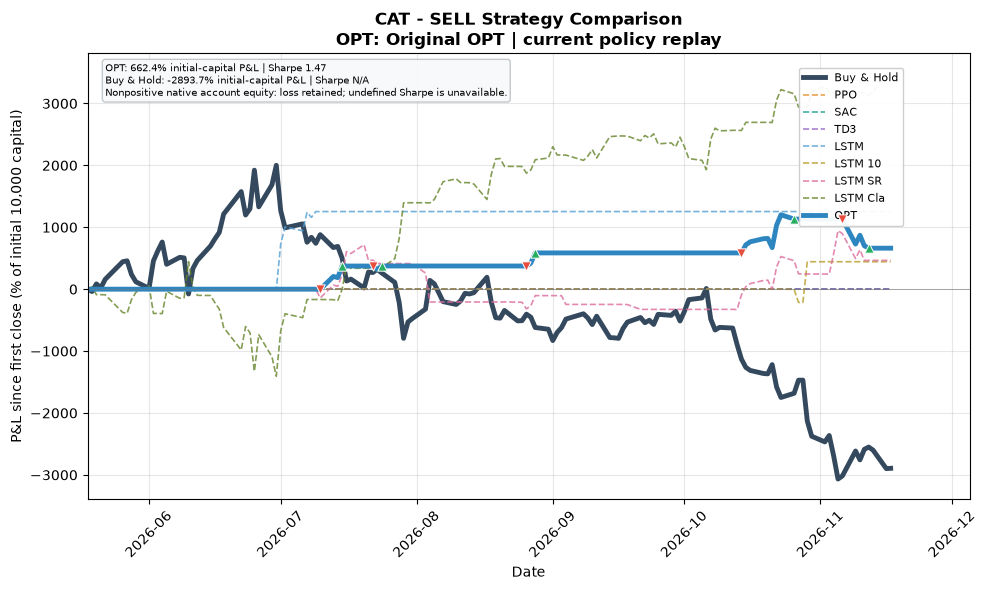 CAT - SELL Strategy Comparison
OPT: Original OPT | current policy replay
OPT: 662.4% initial-capital P&L | Sharpe 1.47
Buy & Hold: -2893.7% initial-capital P&L | Sharpe N/A
Nonpositive native account equity: loss retained; undefined Sharpe is unavailable.
Buy & Hold
PPO
SAC
TD3
LSTM
LSTM 10
LSTM SR
LSTM Cla
OPT
P&L since first close (% of initial 10,000 capital)
3000
2000
1000
0
−1000
−2000
−3000
2026-06
2026-07
2026-08
2026-09
2026-10
2026-11
2026-12
Date